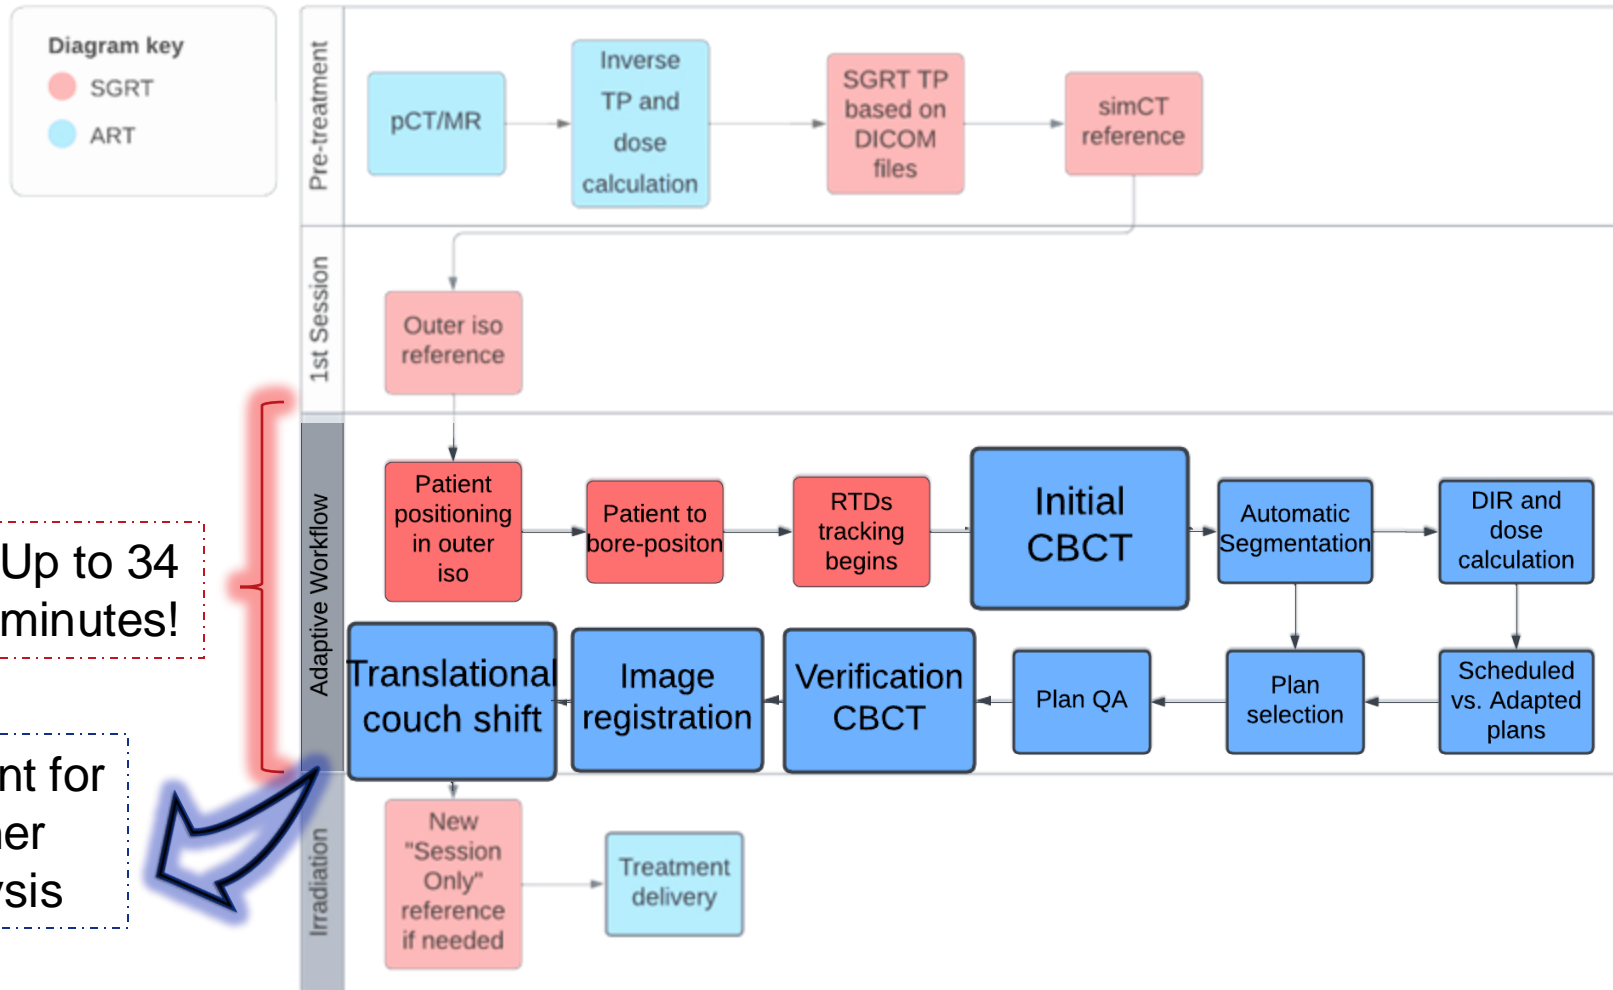 Diagram key
SGRT
ART
Pre-treatment
pCT/MR
Inverse
TP and
dose
calculation
SGRT TP
based on
DICOM
files
simCT
reference
1st Session
Outer iso
reference
Adaptive Workflow
Patient
positioning
in outer
iso
Patient to
bore-positon
RTDs
tracking
begins
Initial
CBCT
Automatic
Segmentation
DIR and
dose
calculation
Scheduled
vs. Adapted
plans
Plan
selection
Plan QA
Verification
CBCT
Image
registration
Translational
couch shift
Up to 34
minutes!
for
Irradiation
New
"Session
Only"
reference
if needed
Treatment
delivery